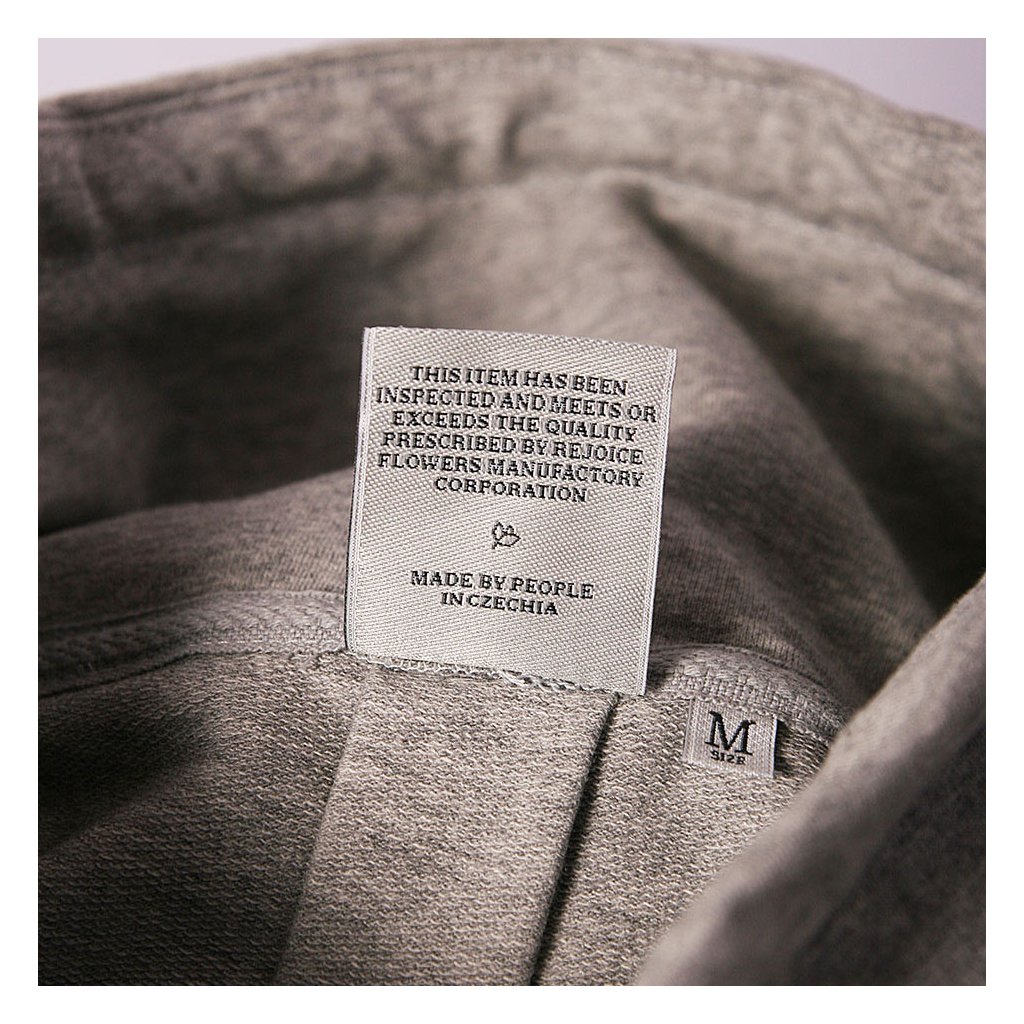 THIS ITEM HAS BEEN
INSPECTED AND MEETS OR
EXCEEDS THE QUALITY
PRESCRIBED BY REJOICE
FLOWERS MANUFACTORY
CORPORATION
MADE BY PEOPLE
IN CZECHIA
M
SIZE